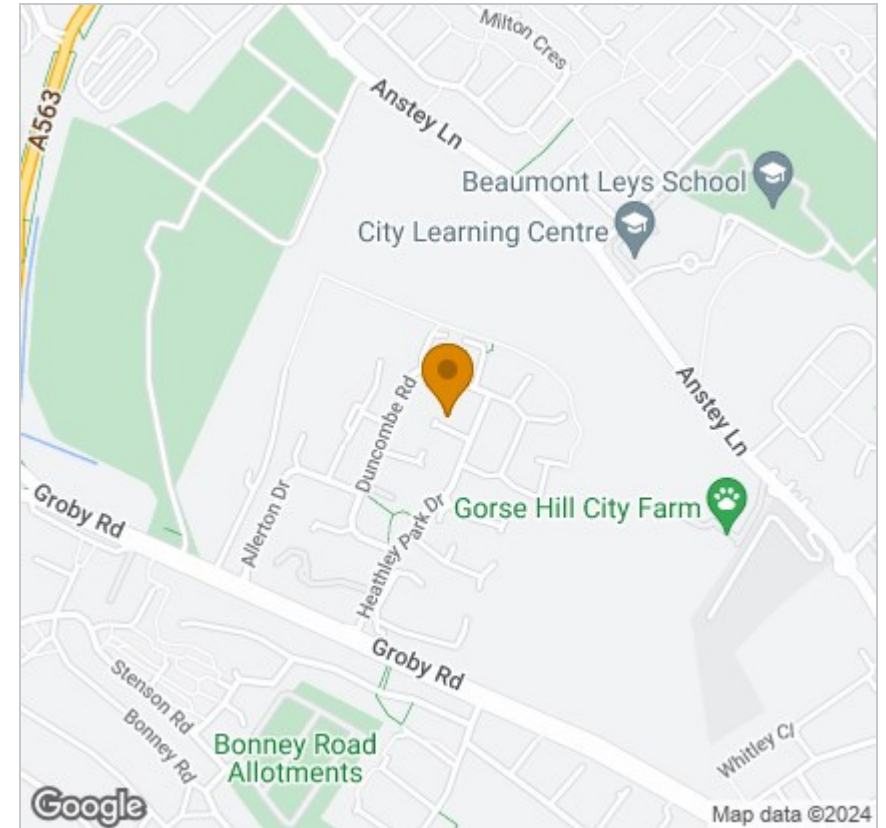 Milton Cres
A563
Anstey Ln
Beaumont Leys School
City Learning Centre
Duncombe Rd
Anstey Ln
Groby Rd
Allerton Dr
Heathley Park Dr
Gorse Hill City Farm
Groby Rd
Stenson Rd
Bonney Rd
Bonney Road
Allotments
Whitley Cl
Google
Map data ©2024